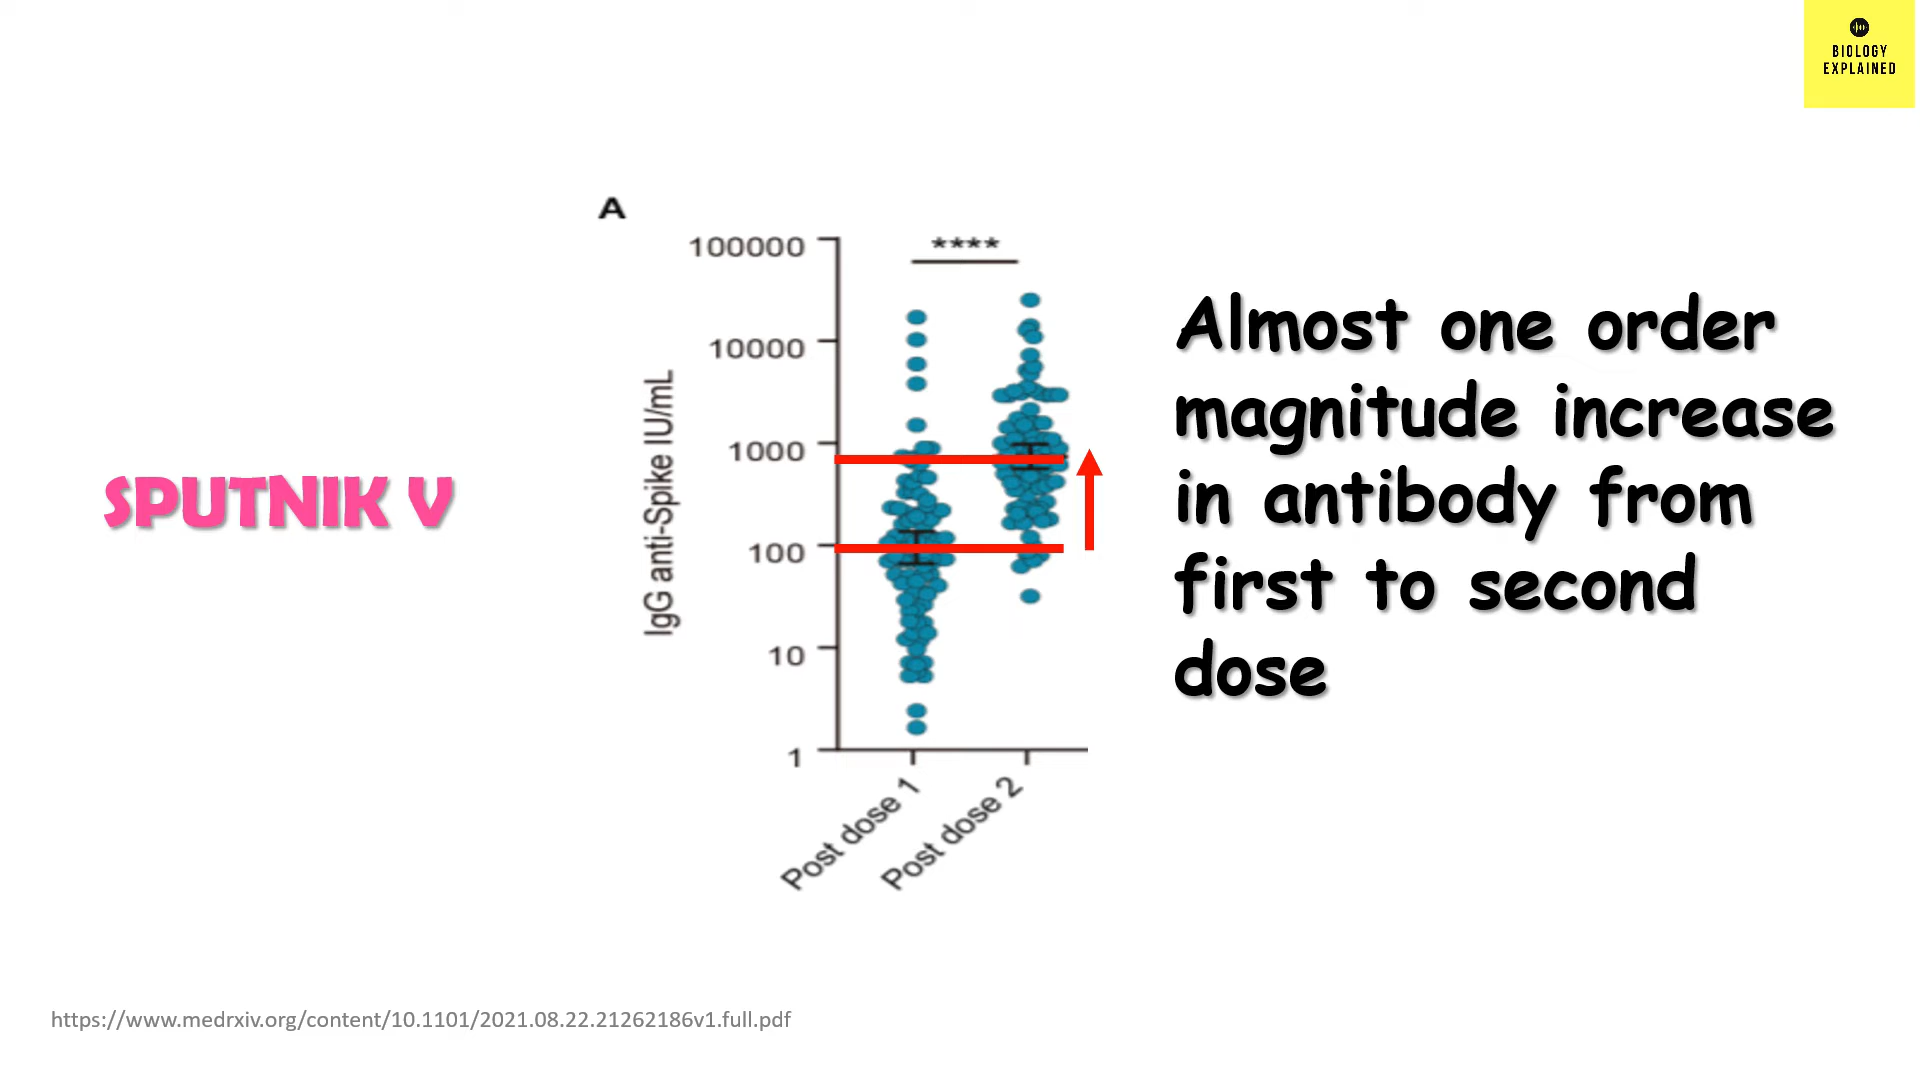 BIOLOGY
EXPLAINED
A
100000
10000
1000
100
10
1
****
IgG anti-Spike IU/mL
Post dose 1
Post dose 2
SPUTNIK V
Almost one order
magnitude increase
in antibody from
first to second
dose
https://www.medrxiv.org/content/10.1101/2021.08.22.21262186v1.full.pdf